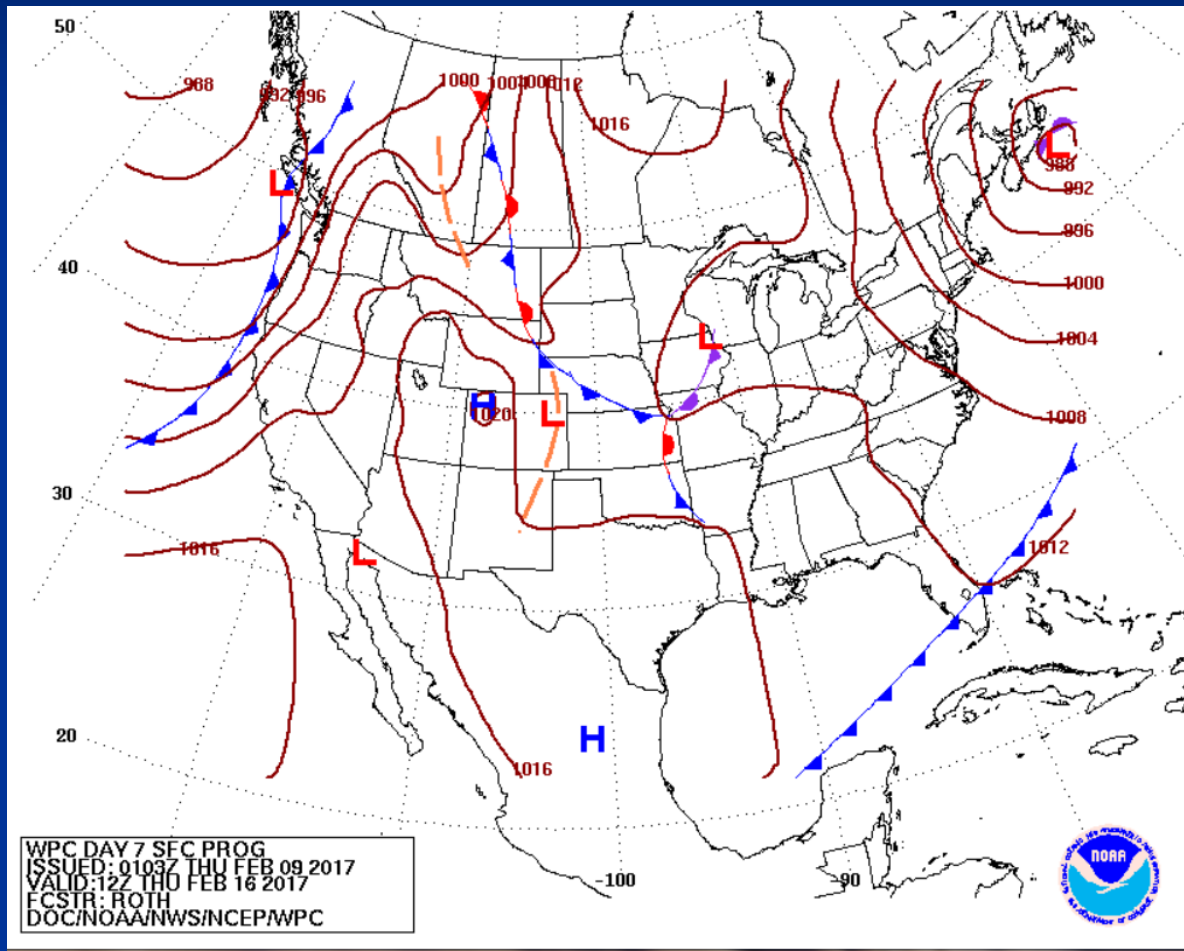 50
988
992
996
1000
1004
1008
1012
1016
L
L
988
992
40
996
1000
L
1004
H
1020
L
1008
30
1016
L
1012
20
H
1016
WPC DAY 7 SFC PROG
ISSUED: 0103Z THU FEB 09 2017
VALID:12Z THU FEB 16 2017
FCSTR: ROTH
DOC/NOAA/NWS/NCEP/WPC
-100
-90
NOAA